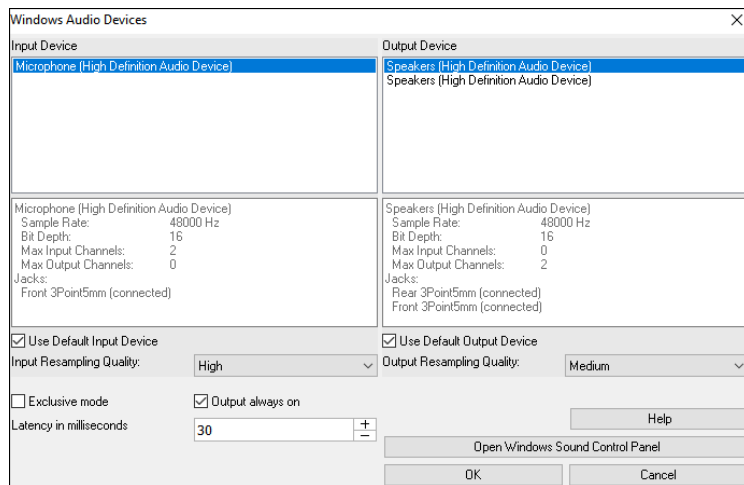 Windows Audio Devices
Input Device
Microphone (High Definition Audio Device)
Microphone (High Definition Audio Device)
Sample Rate: 48000 Hz
Bit Depth: 16
Max Input Channels: 2
Max Output Channels: 0
Jacks:
Front 3Point5mm (connected)
Use Default Input Device
Input Resampling Quality: High
Output Device
Speakers (High Definition Audio Device)
Speakers (High Definition Audio Device)
Speakers (High Definition Audio Device)
Sample Rate: 48000 Hz
Bit Depth: 16
Max Input Channels: 0
Max Output Channels: 2
Jacks:
Rear 3Point5mm (connected)
Front 3Point5mm (connected)
Use Default Output Device
Output Resampling Quality: Medium
Exclusive mode
Output always on
Latency in milliseconds 30
Help
Open Windows Sound Control Panel
OK
Cancel